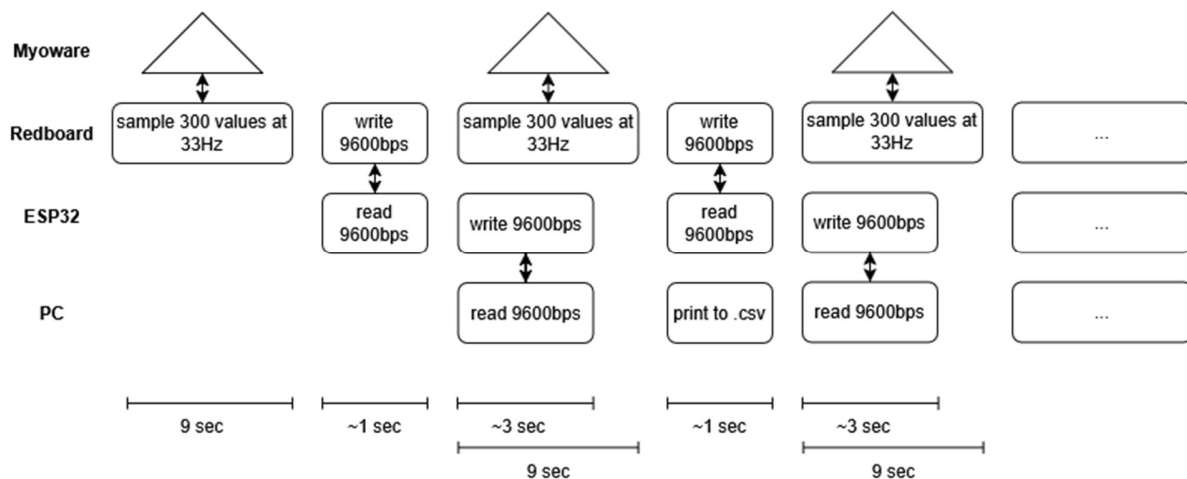 Myoware
Redboard
sample 300 values at
33Hz
write
9600bps
sample 300 values at
33Hz
write
9600bps
sample 300 values at
33Hz
...
ESP32
read
9600bps
write 9600bps
read
9600bps
write 9600bps
...
PC
read 9600bps
print to .csv
read 9600bps
...
9 sec
~1 sec
~3 sec
~1 sec
~3 sec
9 sec
9 sec